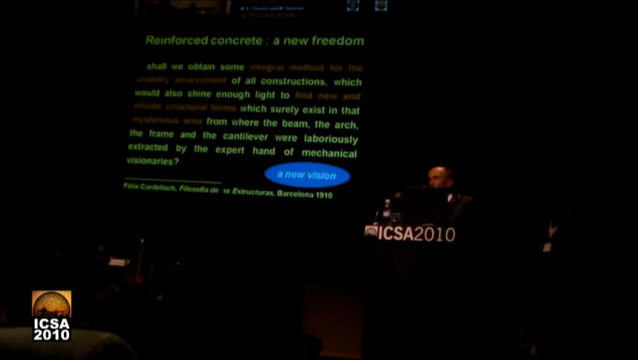 Reinforced concrete : a new freedom
...shall we obtain some integral method for the
stability assessment of all constructions, which
would also shine enough light to find new and
infinite structural forms which surely exist in that
mysterious area from where the beam, the arch,
the frame and the cantilever were laboriously
extracted by the expert hand of mechanical
visionaries?
a new vision
Félix Cardellach, Filosofía de las Estructuras, Barcelona 1910
ICSA2010
ICSA
2010